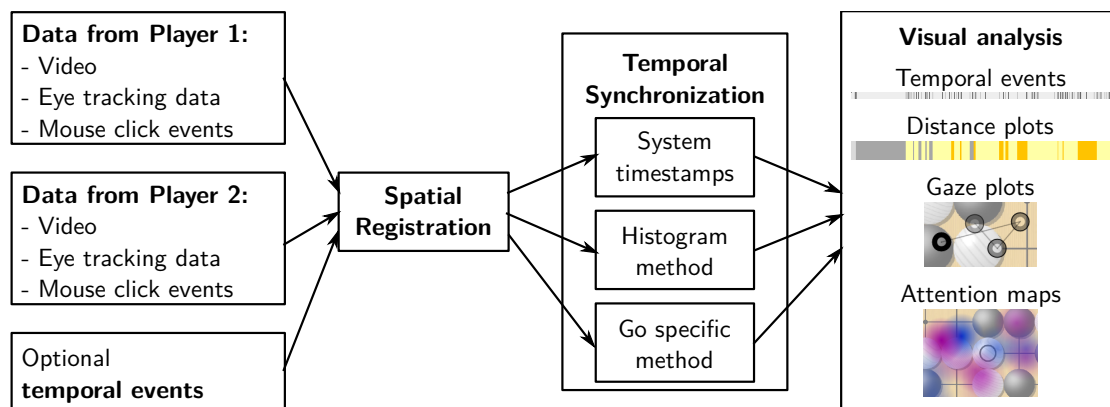 Data from Player 1:
- Video
- Eye tracking data
- Mouse click events
Data from Player 2:
- Video
- Eye tracking data
- Mouse click events
Optional
temporal events
Spatial
Registration
Temporal
Synchronization
System
timestamps
Histogram
method
Go specific
method
Visual analysis
Temporal events
Distance plots
Gaze plots
Attention maps